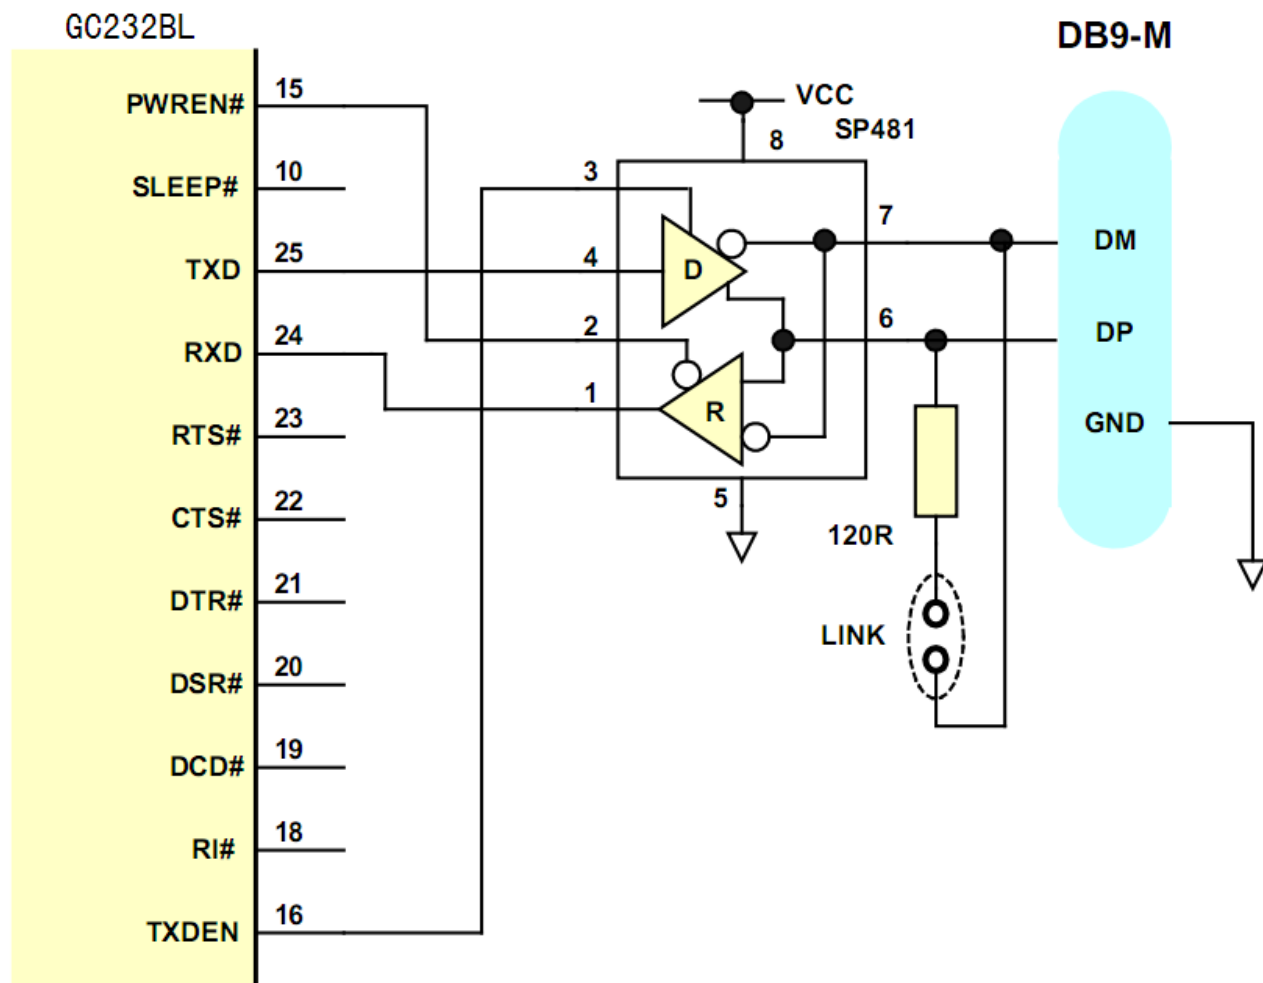 GC232BL
DB9-M
PWREN#
15
SLEEP#
10
TXD
25
RXD
24
RTS#
23
CTS#
22
DTR#
21
DSR#
20
DCD#
19
RI#
18
TXDEN
16
VCC
SP481
8
3
4
2
1
D
R
7
6
5
120R
LINK
DM
DP
GND